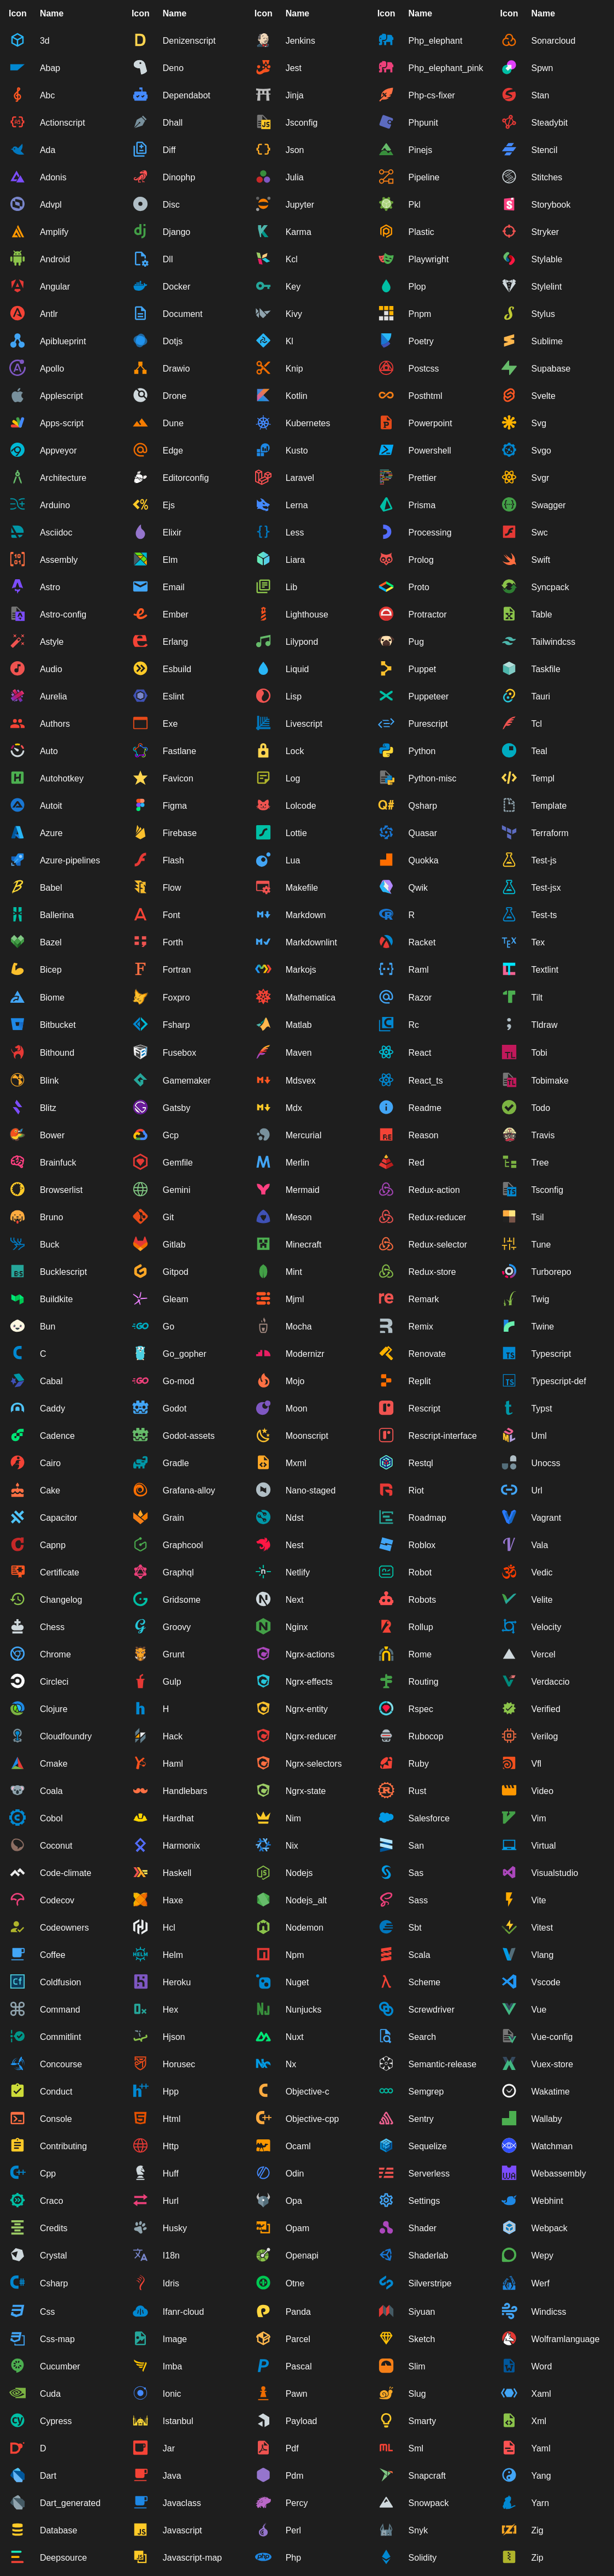 Icon Name Icon Name Icon Name Icon Name Icon Name
3d Denizenscript Jenkins Php_elephant Sonarcloud
Abap Deno Jest Php_elephant_pink Spwn
Abc Dependabot Jinja Php-cs-fixer Stan
Actionscript Dhall Jsconfig Phpunit Steadybit
Ada Diff Json Pinejs Stencil
Adonis Dinophp Julia Pipeline Stitches
Advpl Disc Jupyter Pkl Storybook
Amplify Django Karma Plastic Stryker
Android Dll Kcl Playwright Stylable
Angular Docker Key Plop Stylelint
Antlr Document Kivy Pnpm Stylus
Apiblueprint Dotjs Kl Poetry Sublime
Apollo Drawio Knip Postcss Supabase
Applescript Drone Kotlin Posthtml Svelte
Apps-script Dune Kubernetes Powerpoint Svg
Appveyor Edge Kusto Powershell Svgo
Architecture Editorconfig Laravel Prettier Svgr
Arduino Ejs Lerna Prisma Swagger
Asciidoc Elixir Less Processing Swc
Assembly Elm Liara Prolog Swift
Astro Email Lib Proto Syncpack
Astro-config Ember Lighthouse Protractor Table
Astyle Erlang Lilypond Pug Tailwindcss
Audio Esbuild Liquid Puppet Taskfile
Aurelia Eslint Lisp Puppeteer Tauri
Authors Exe Livescript Purescript Tcl
Auto Fastlane Lock Python Teal
Autohotkey Favicon Log Python-misc Templ
Autoit Figma Lolcode Qsharp Template
Azure Firebase Lottie Quasar Terraform
Azure-pipelines Flash Lua Quokka Test-js
Babel Flow Makefile Qwik Test-jsx
Ballerina Font Markdown R Test-ts
Bazel Forth Markdownlint Racket Tex
Bicep Fortran Markojs Raml Textlint
Biome Foxpro Mathematica Razor Tilt
Bitbucket Fsharp Matlab Rc Tldraw
Bithound Fusebox Maven React Tobi
Blink Gamemaker Mdsvex React_ts Tobimake
Blitz Gatsby Mdx Readme Todo
Bower Gcp Mercurial Reason Travis
Brainfuck Gemfile Merlin Red Tree
Browserlist Gemini Mermaid Redux-action Tsconfig
Bruno Git Meson Redux-reducer Tsil
Buck Gitlab Minecraft Redux-selector Tune
Bucklescript Gitpod Mint Redux-store Turborepo
Buildkite Gleam Mjml Remark Twig
Bun Go Mocha Remix Twine
C Go_gopher Modernizr Renovate Typescript
Cabal Go-mod Mojo Replit Typescript-def
Caddy Godot Moon Rescript Typst
Cadence Godot-assets Moonscript Rescript-interface Uml
Cairo Gradle Mxml Restql Unocss
Cake Grafana-alloy Nano-staged Riot Url
Capacitor Grain Ndst Roadmap Vagrant
Capnp Graphcool Nest Roblox Vala
Certificate Graphql Netlify Robot Vedic
Changelog Gridsome Next Robots Velite
Chess Groovy Nginx Rollup Velocity
Chrome Grunt Ngrx-actions Rome Vercel
Circleci Gulp Ngrx-effects Routing Verdaccio
Clojure H Ngrx-entity Rspec Verified
Cloudfoundry Hack Ngrx-reducer Rubocop Verilog
Cmake Haml Ngrx-selectors Ruby Vfl
Coala Handlebars Ngrx-state Rust Video
Cobol Hardhat Nim Salesforce Vim
Coconut Harmonix Nix San Virtual
Code-climate Haskell Nodejs Sas Visualstudio
Codecov Haxe Nodejs_alt Sass Vite
Codeowners Hcl Nodemon Sbt Vitest
Coffee Helm Npm Scala Vlang
Coldfusion Heroku Nuget Scheme Vscode
Command Hex Nunjucks Screwdriver Vue
Commitlint Hjson Nuxt Search Vue-config
Concourse Horusec Nx Semantic-release Vuex-store
Conduct Hpp Objective-c Semgrep Wakatime
Console Html Objective-cpp Sentry Wallaby
Contributing Http Ocaml Sequelize Watchman
Cpp Huff Odin Serverless Webassembly
Craco Hurl Opa Settings Webhint
Credits Husky Opam Shader Webpack
Crystal I18n Openapi Shaderlab Wepy
Csharp Idris Otne Silverstripe Werf
Css Ifanr-cloud Panda Siyuan Windicss
Css-map Image Parcel Sketch Wolframlanguage
Cucumber Imba Pascal Slim Word
Cuda Ionic Pawn Slug Xaml
Cypress Istanbul Payload Smarty Xml
D Jar Pdf Sml Yaml
Dart Java Pdm Snapcraft Yang
Dart_generated Javaclass Percy Snowpack Yarn
Database Javascript Perl Snyk Zig
Deepsource Javascript-map Php Solidity Zip